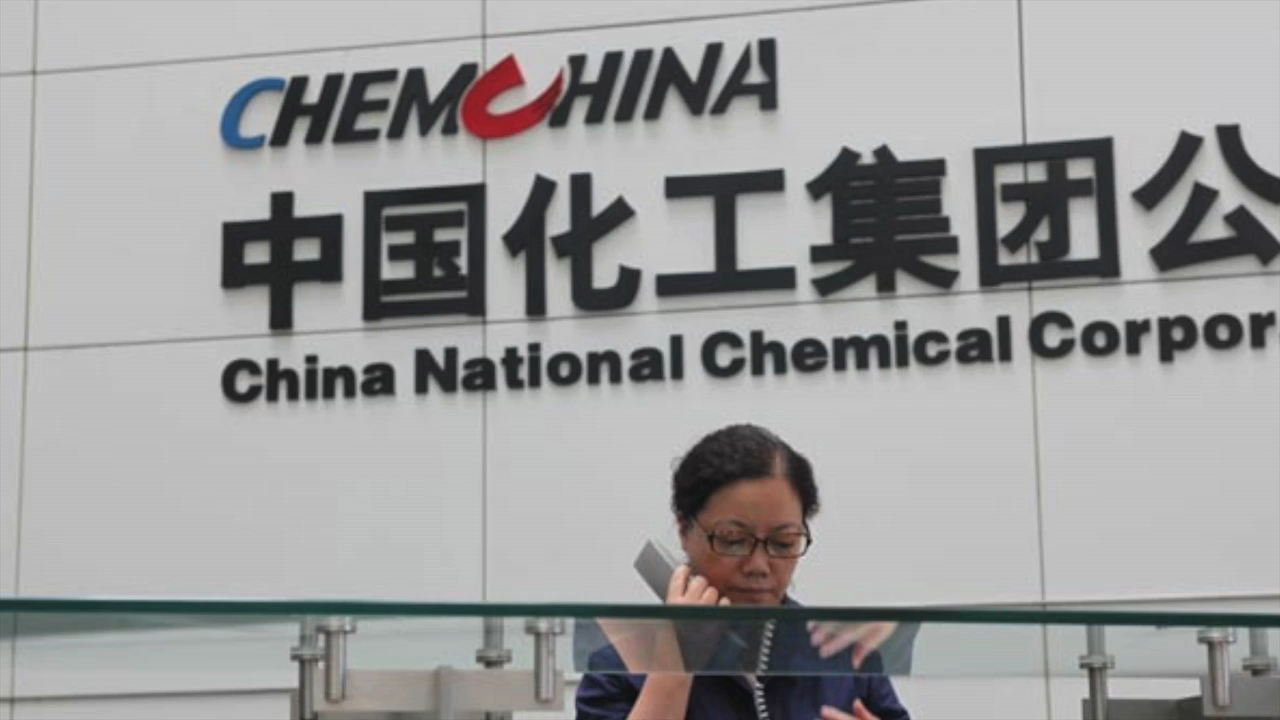 CHEMCHINA
中国化工集团公
China National Chemical Corpor